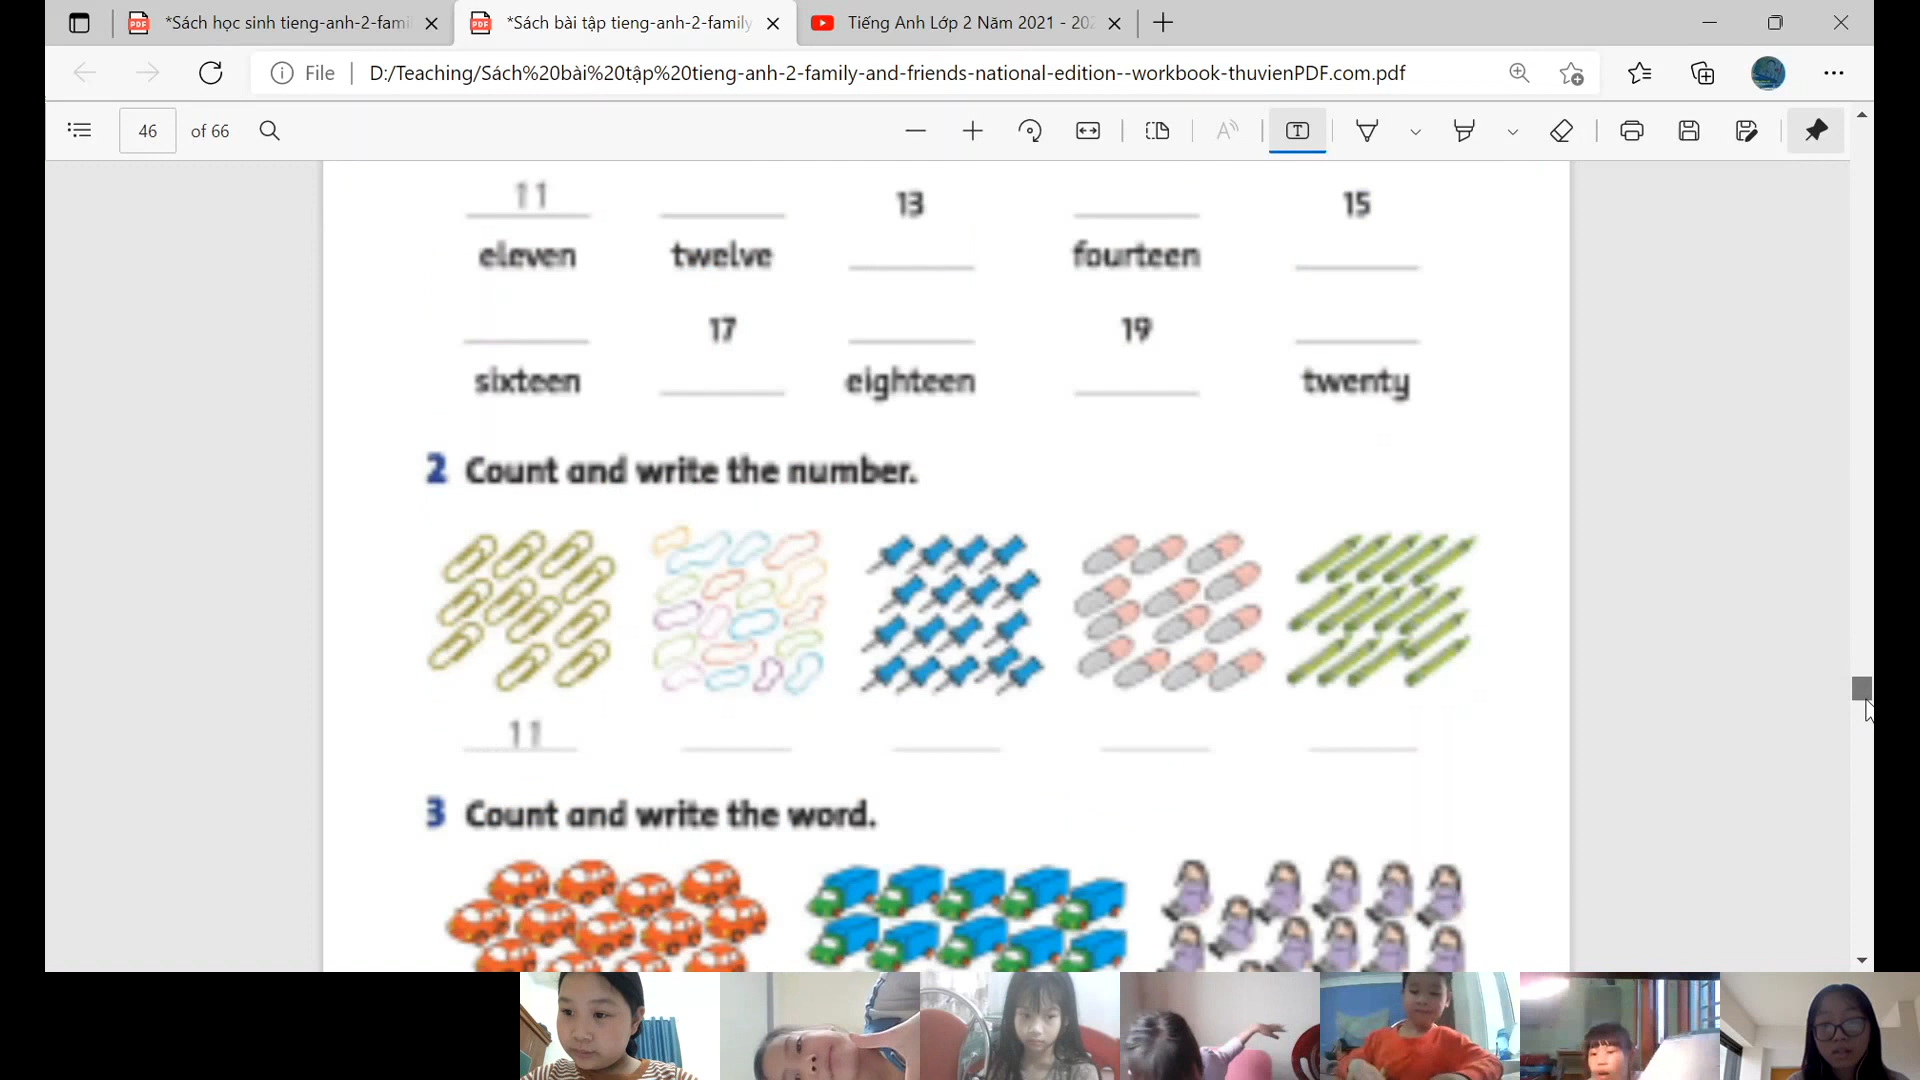 *Sách học sinh tieng-anh-2-fami
*Sách bài tập tieng-anh-2-family
Tiếng Anh Lớp 2 Năm 2021 - 202
File
D:/Teaching/Sách%20bài%20tập%20tieng-anh-2-family-and-friends-national-edition--workbook-thuvienPDF.com.pdf
46 of 66
11 13 15
eleven twelve fourteen
17 19
sixteen eighteen twenty
2 Count and write the number.
11
3 Count and write the word.